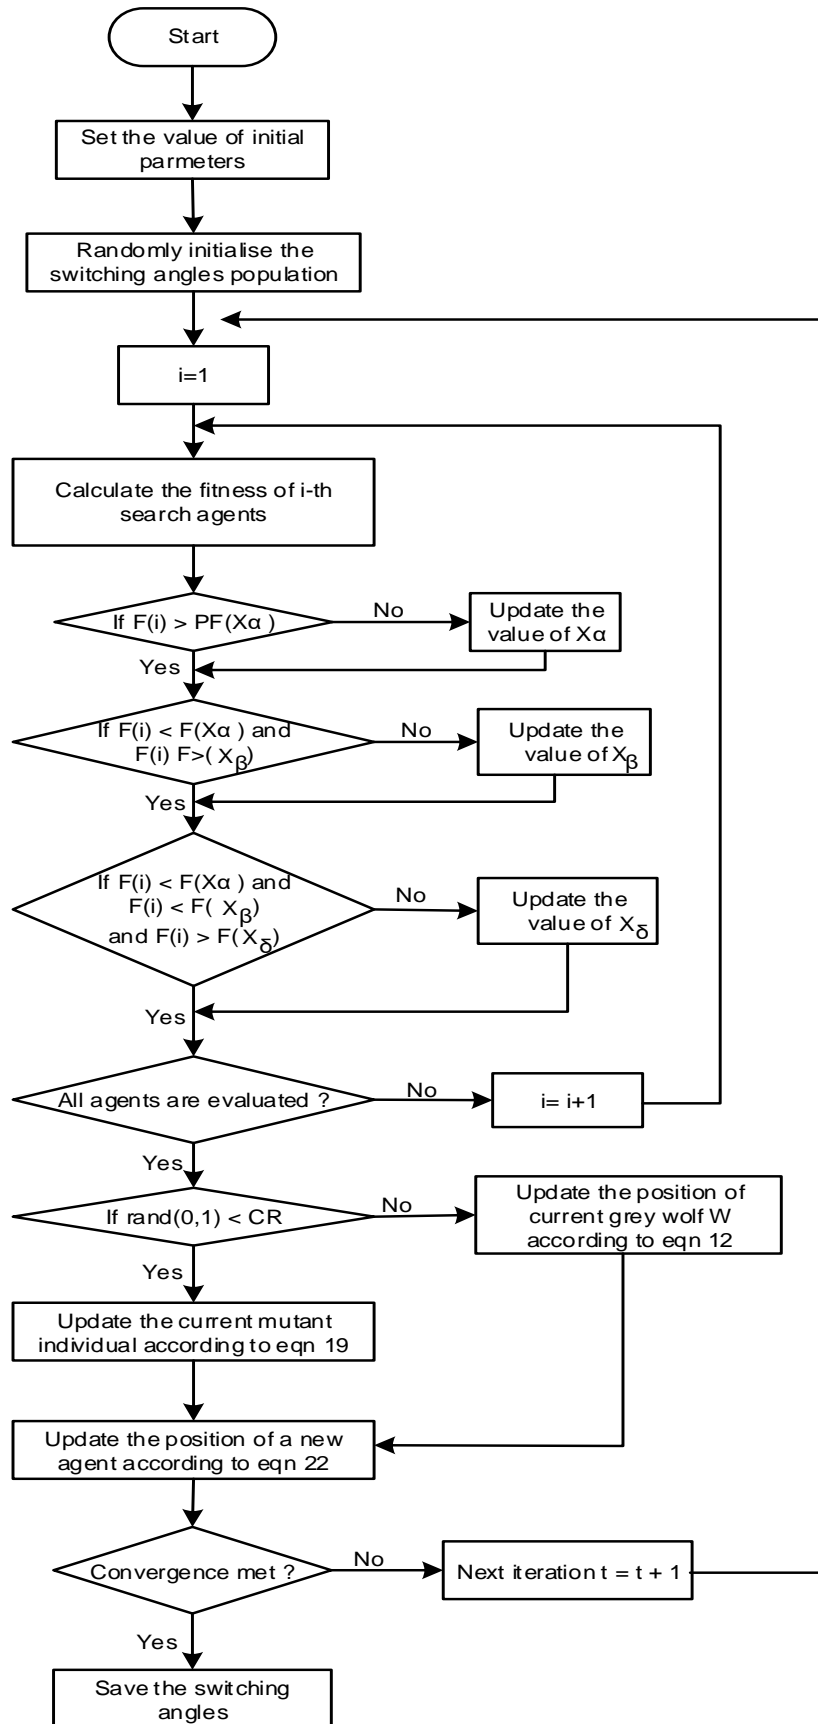 Start
Set the value of initial
parmeters
Randomly initialise the
switching angles population
i=1
Calculate the fitness of i-th
search agents
If F(i) > PF(Xα )
No
Update the
value of Xα
Yes
If F(i) < F(Xα ) and
F(i) F>( Xβ)
No
Update the
value of Xβ
Yes
If F(i) < F(Xα ) and
F(i) < F( Xβ)
and F(i) > F(Xδ)
No
Update the
value of Xδ
Yes
All agents are evaluated ?
No
i= i+1
Yes
If rand(0,1) < CR
No
Update the position of
current grey wolf W
according to eqn 12
Yes
Update the current mutant
individual according to eqn 19
Update the position of a new
agent according to eqn 22
Convergence met ?
No
Next iteration t = t + 1
Yes
Save the switching
angles